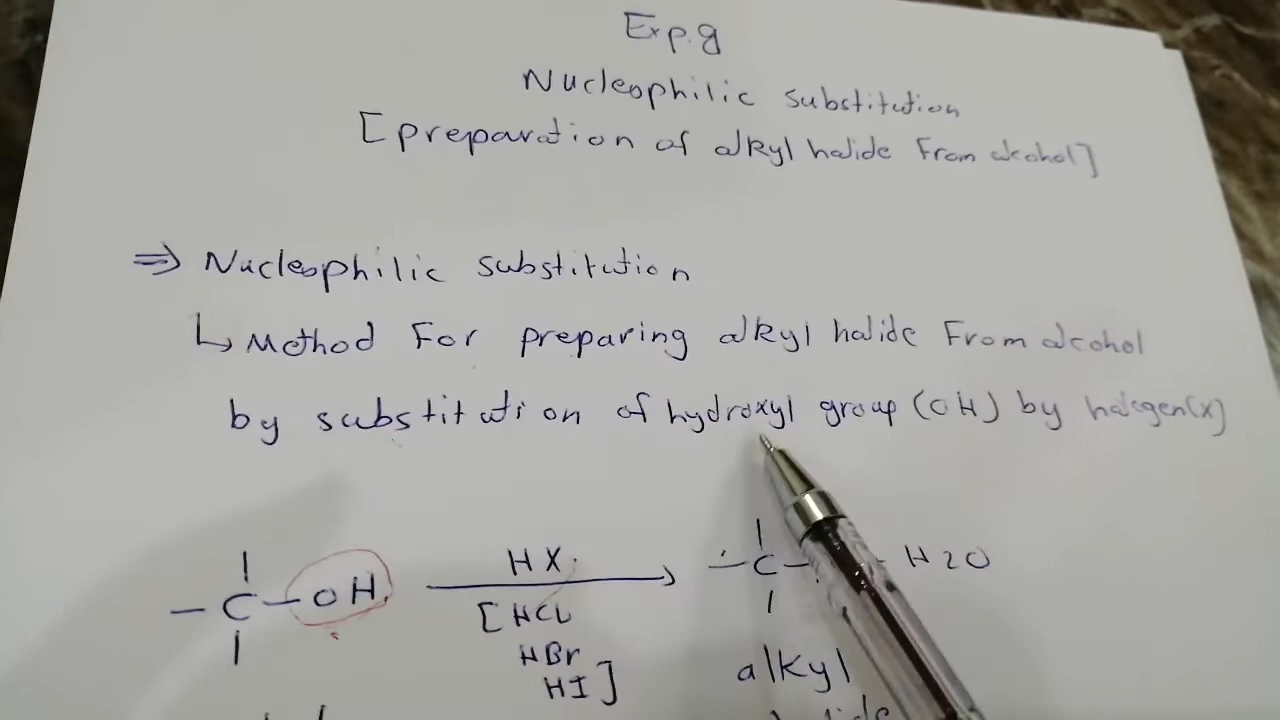 Exp.g
Nucleophilic substitution
[preparation of alkyl halide From alcohol]
⇒ Nucleophilic substitution
↳ Method For preparing alkyl halide From alcohol
by substitution of hydroxyl group (OH) by halogen(x)
HX
– C – OH → – C – H2O
[HCl
HBr
HI]
alkyl